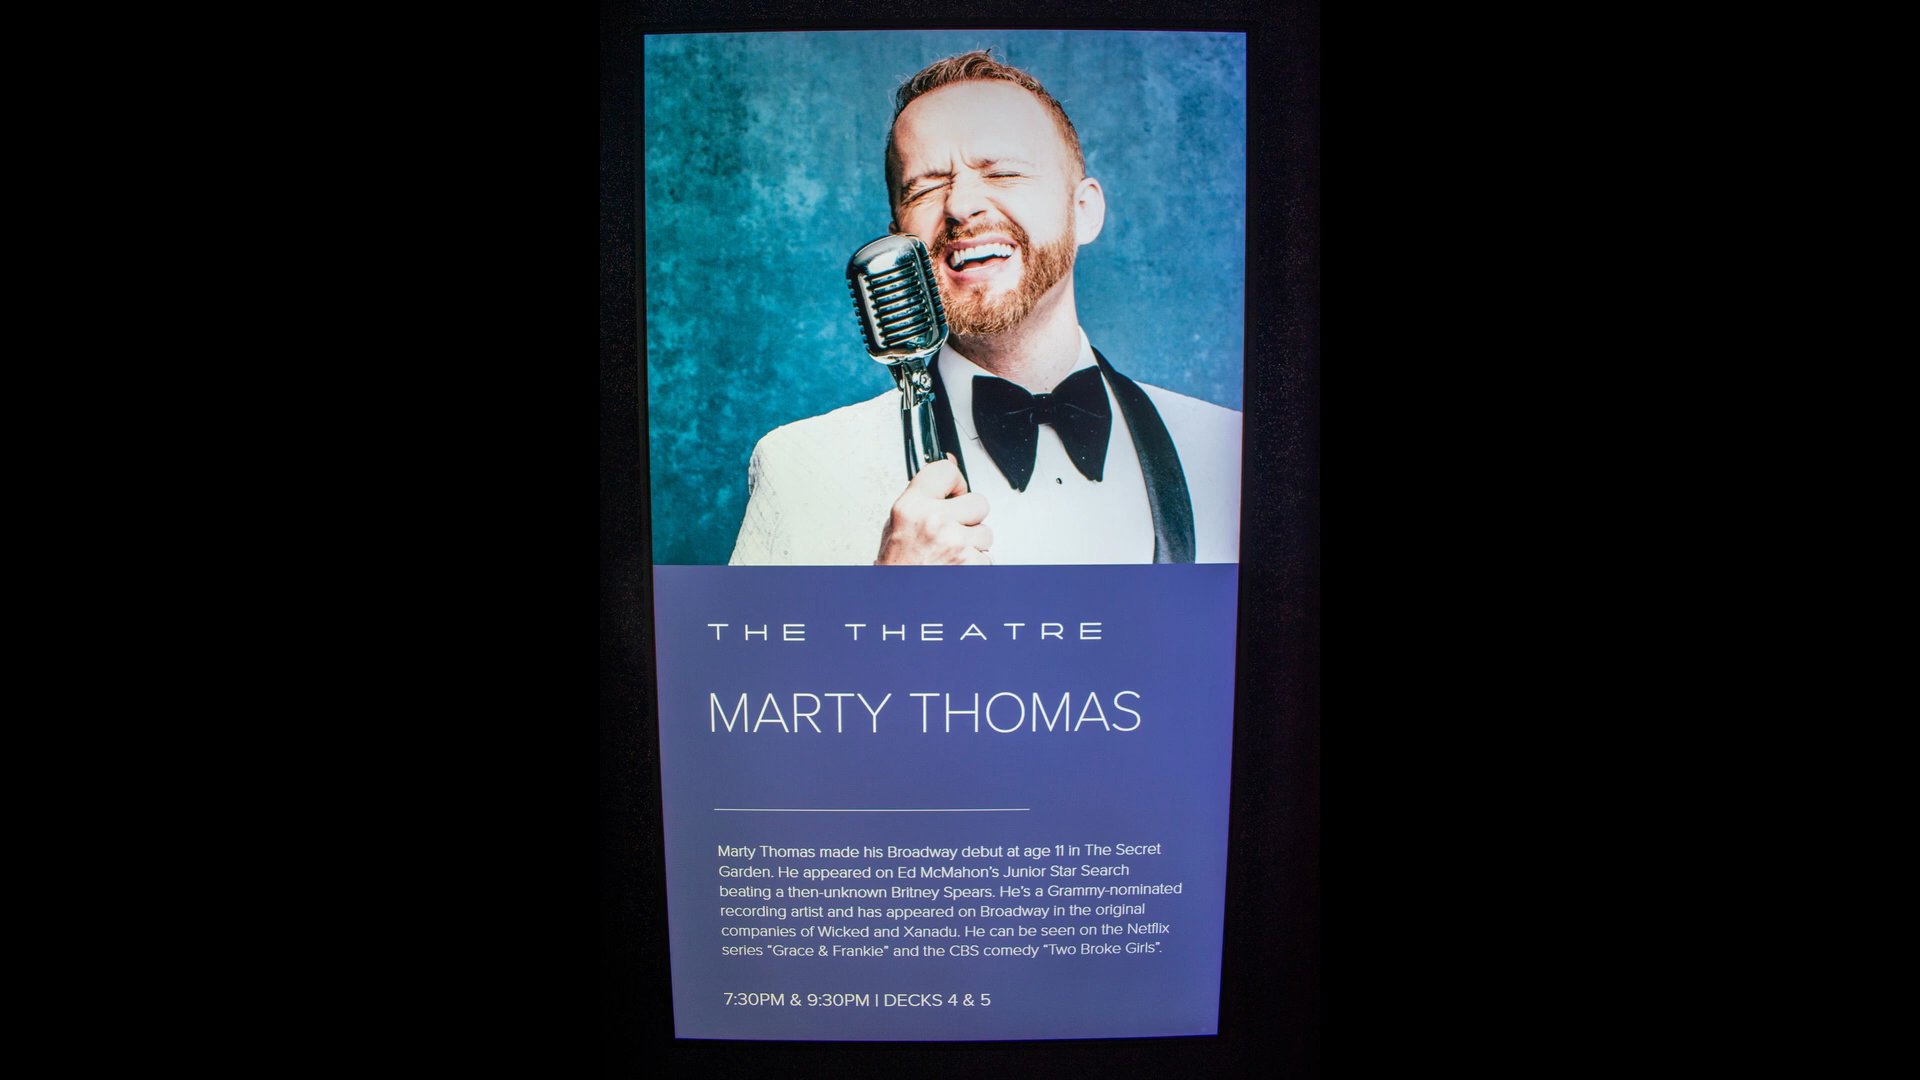 THE THEATRE
MARTY THOMAS
Marty Thomas made his Broadway debut at age 11 in The Secret
Garden. He appeared on Ed McMahon's Junior Star Search
beating a then-unknown Britney Spears. He's a Grammy-nominated
recording artist and has appeared on Broadway in the original
companies of Wicked and Xanadu. He can be seen on the Netflix
series "Grace & Frankie" and the CBS comedy "Two Broke Girls".
7:30PM & 9:30PM | DECKS 4 & 5